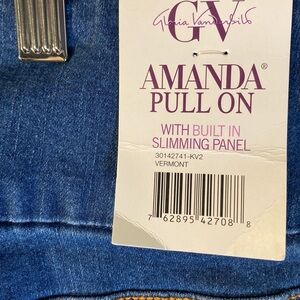 GV
Gloria Vanderbilt
AMANDA®
PULL ON
WITH BUILT IN
SLIMMING PANEL
30142741-KV2
VERMONT
7 62895 42708 8